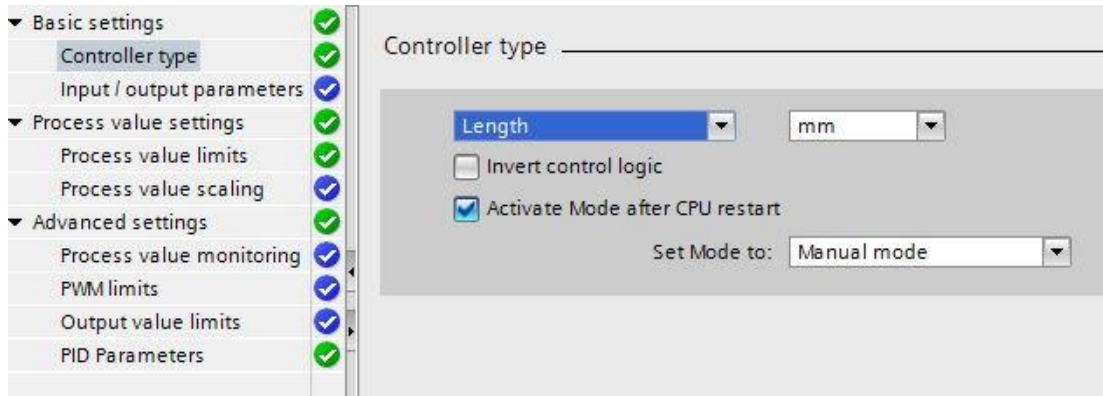 Basic settings
Controller type
Input / output parameters
Process value settings
Process value limits
Process value scaling
Advanced settings
Process value monitoring
PWM limits
Output value limits
PID Parameters
Controller type
Length mm
Invert control logic
Activate Mode after CPU restart
Set Mode to: Manual mode